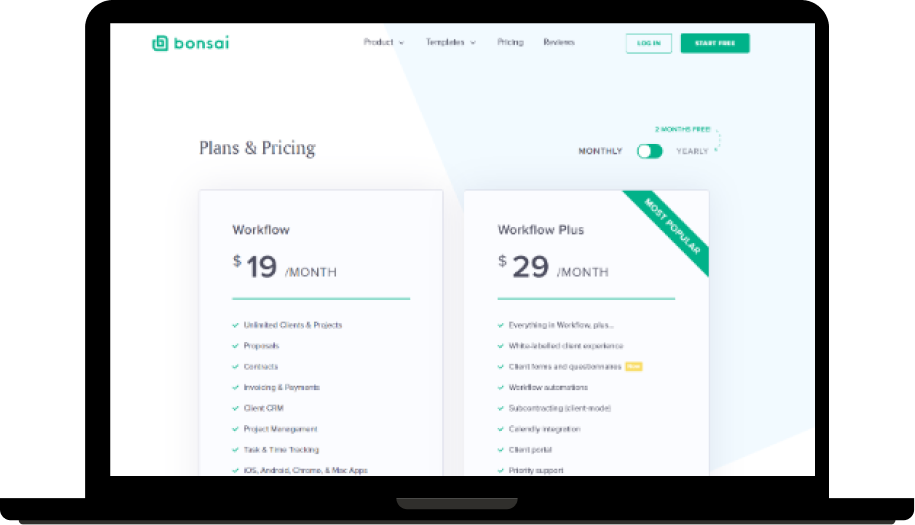 bonsai
Product
Templates
Pricing
Reviews
LOG IN
START FREE
2 MONTHS FREE!
Plans & Pricing
MONTHLY
YEARLY
Workflow
$ 19 /MONTH
Unlimited Clients & Projects
Proposals
Contracts
Invoicing & Payments
Client CRM
Project Management
Task & Time Tracking
iOS, Android, Chrome, & Mac Apps
MOST POPULAR
Workflow Plus
$ 29 /MONTH
Everything in Workflow, plus...
White-labelled client experience
Client forms and questionnaires
Workflow automations
Subcontracting (client-mode)
Calendly integration
Client portal
Priority support